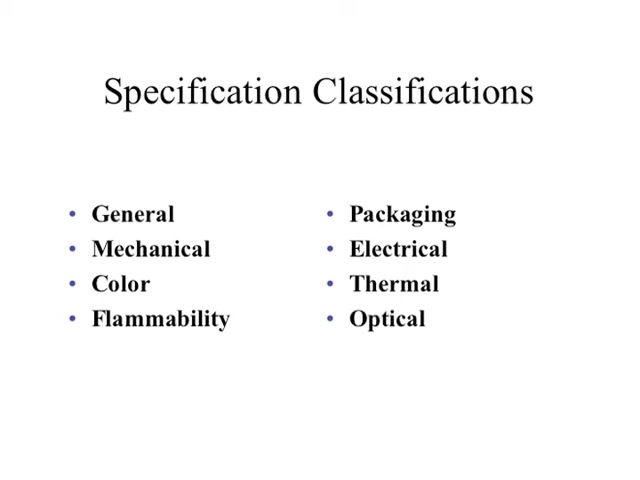 Specification Classifications
• General
• Mechanical
• Color
• Flammability
• Packaging
• Electrical
• Thermal
• Optical